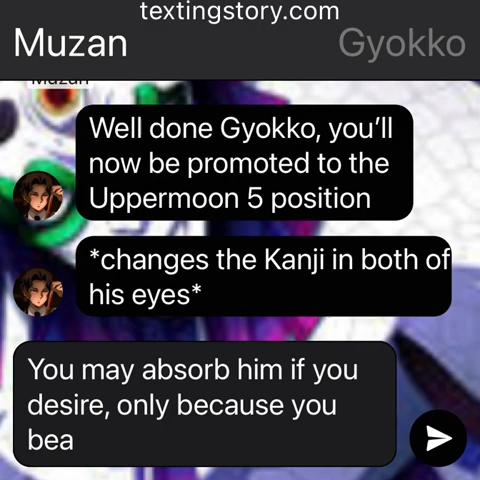 textingstory.com
Muzan
Gyokko
Muzan
Well done Gyokko, you’ll
now be promoted to the
Uppermoon 5 position
*changes the Kanji in both of
his eyes*
You may absorb him if you
desire, only because you
bea